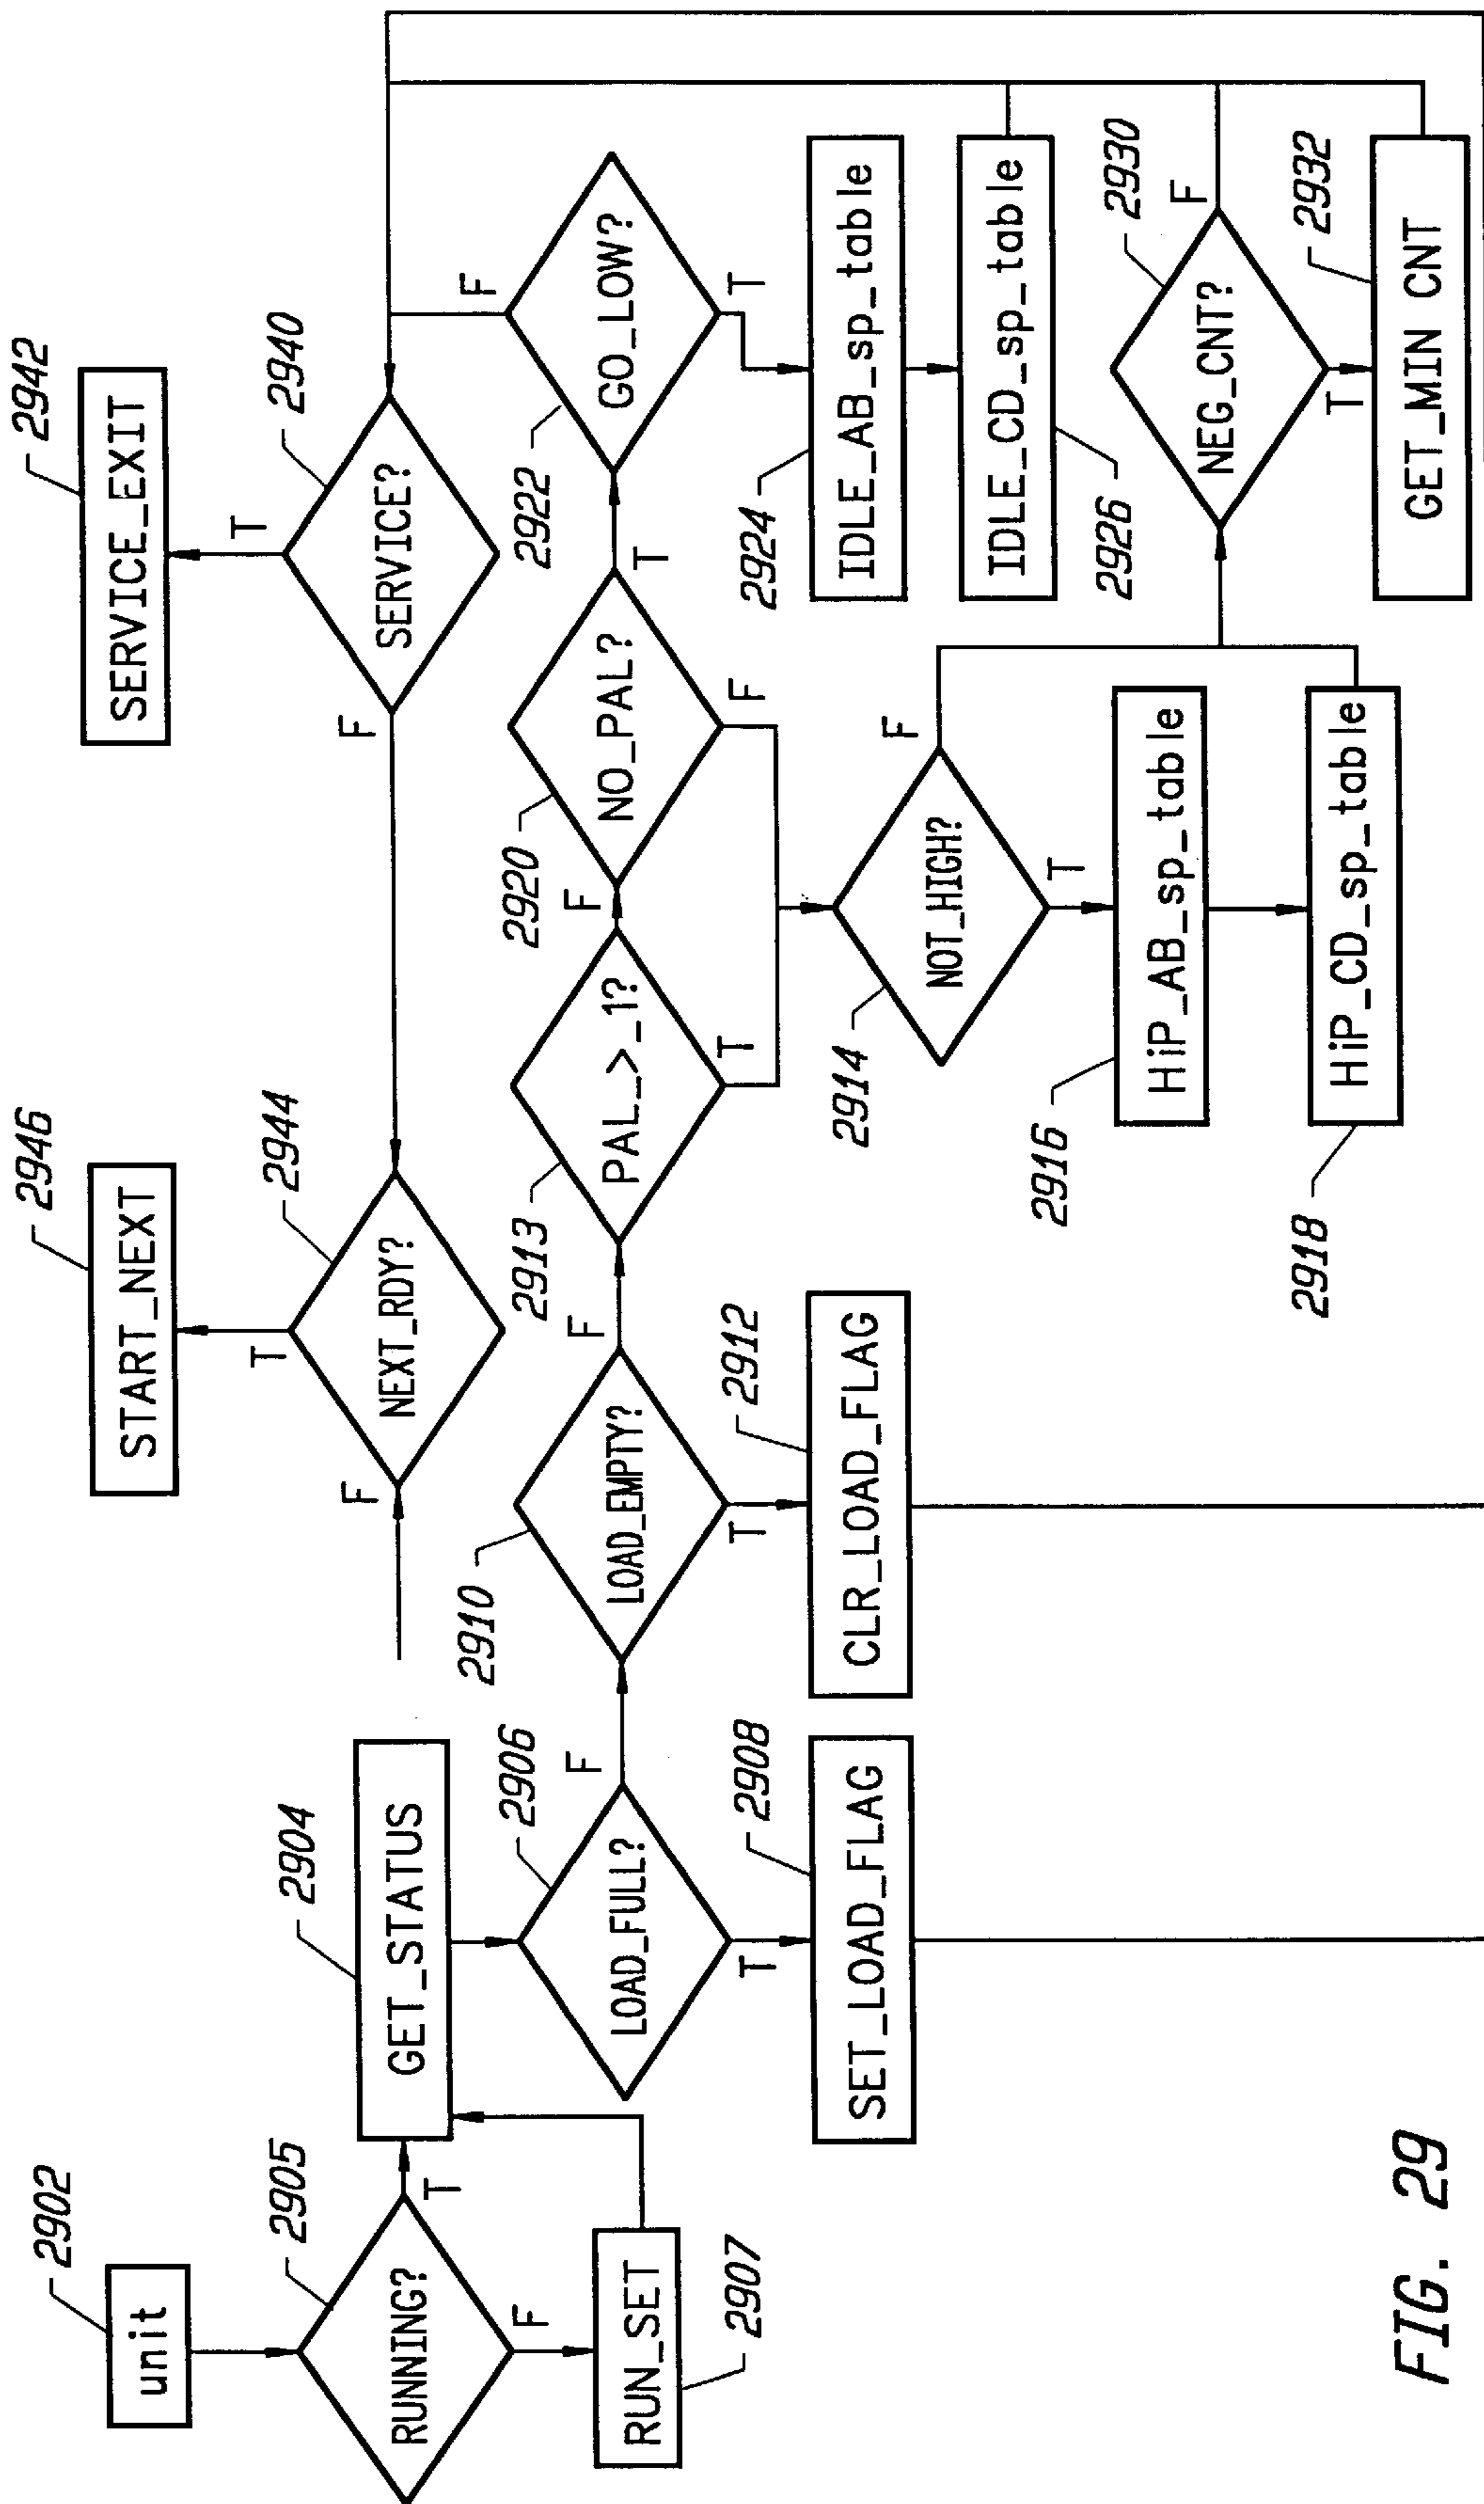 2902
unit
2905
RUNNING?
T
F
RUN_SET
2907
2904
GET_STATUS
2906
LOAD_FULL?
F
T
2908
SET_LOAD_FLAG
2910
LOAD_EMPTY?
F
T
2912
CLR_LOAD_FLAG
2946
START_NEXT
T
2944
NEXT_RDY?
F
2942
SERVICE_EXIT
T
2940
SERVICE?
F
2913
PAL_>_1?
F
T
2920
NO_PAL?
T
F
2922
GO_LOW?
F
T
2924
IDLE_AB_sp_table
IDLE_CD_sp_table
2926
2914
NOT_HIGH?
F
T
2916
HiP_AB_sp_table
2918
HiP_CD_sp_table
2930
NEG_CNT?
F
T
2932
GET_MIN CNT
FIG. 29